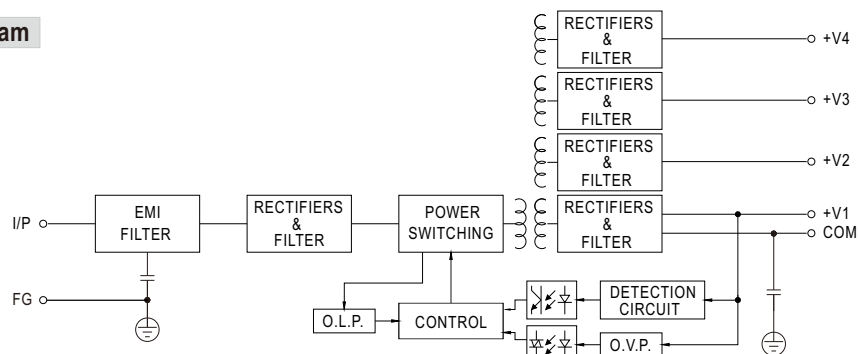 am
RECTIFIERS
&
FILTER
+V4
RECTIFIERS
&
FILTER
+V3
RECTIFIERS
&
FILTER
+V2
I/P
EMI
FILTER
RECTIFIERS
&
FILTER
POWER
SWITCHING
RECTIFIERS
&
FILTER
+V1
COM
FG
O.L.P.
CONTROL
DETECTION
CIRCUIT
O.V.P.